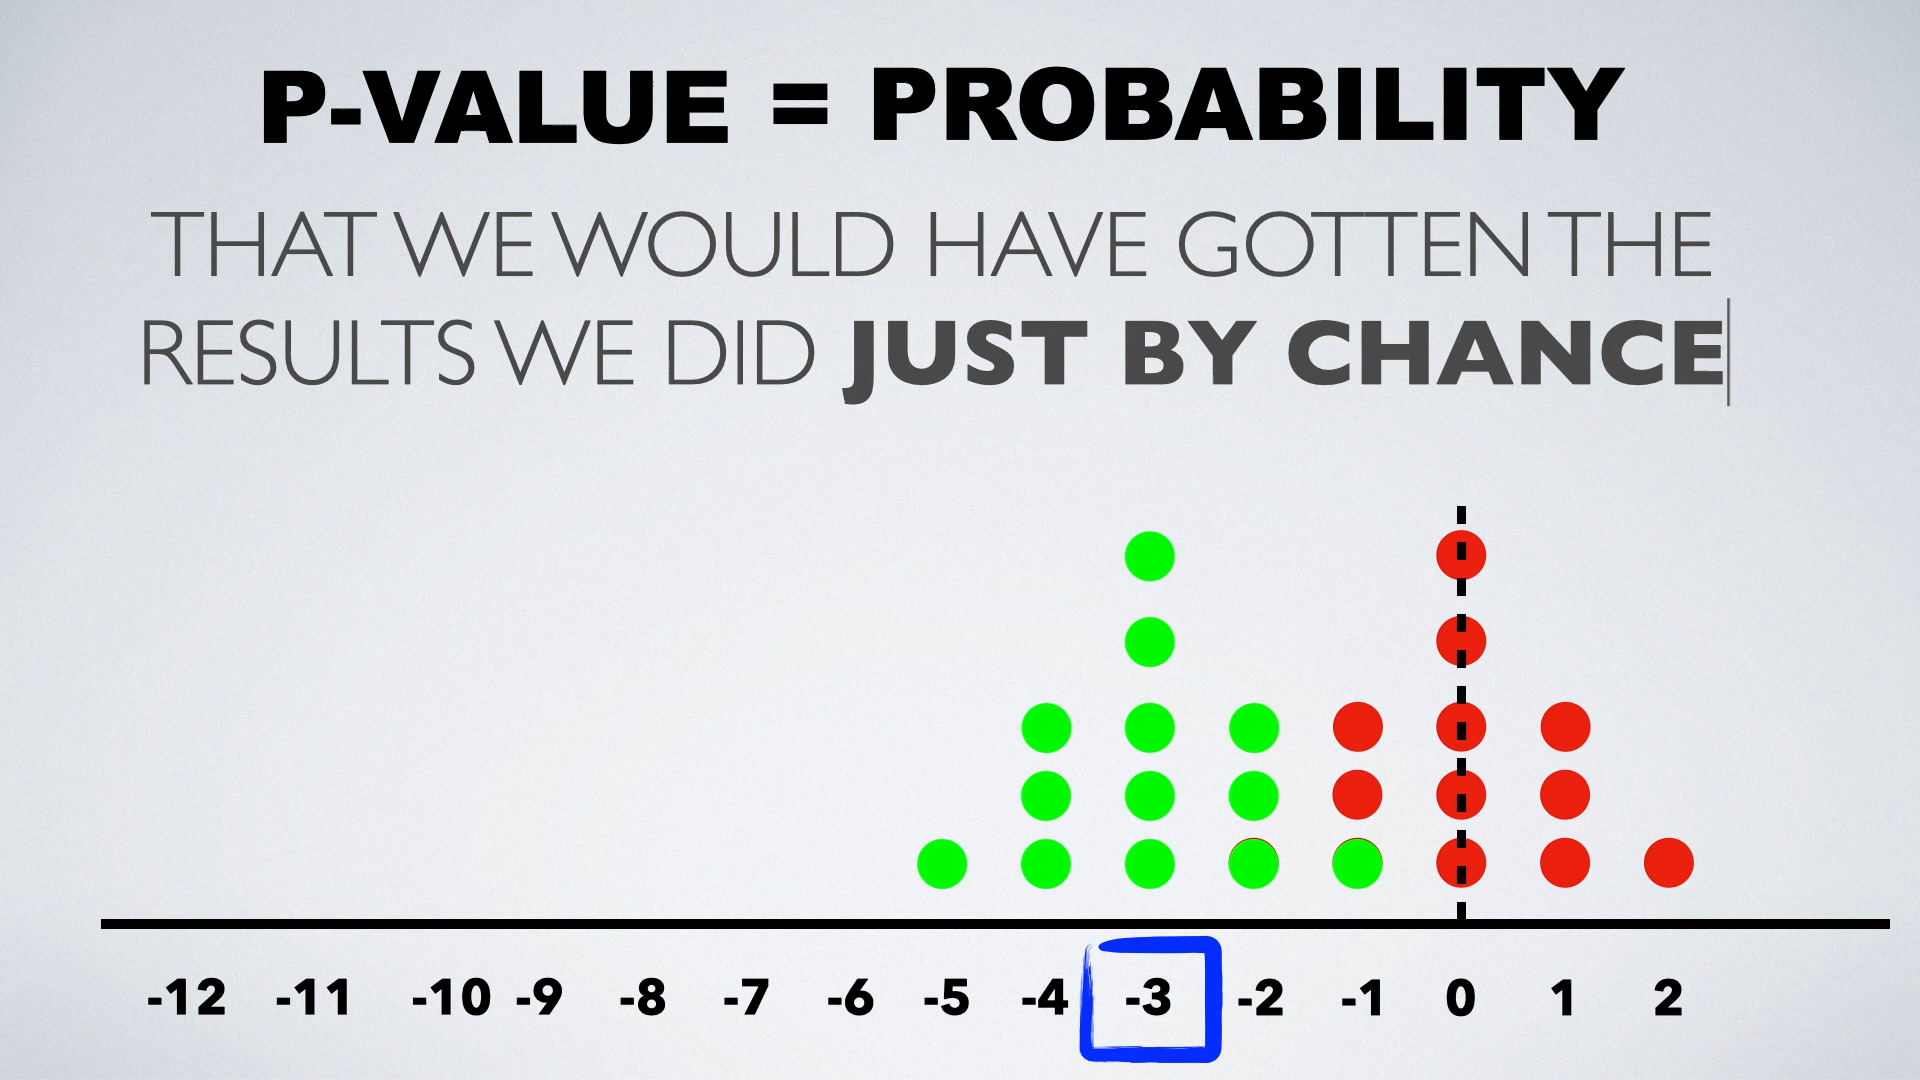 P-VALUE = PROBABILITY
THAT WE WOULD HAVE GOTTEN THE
RESULTS WE DID JUST BY CHANCE
-12 -11 -10 -9 -8 -7 -6 -5 -4 -3 -2 -1 0 1 2